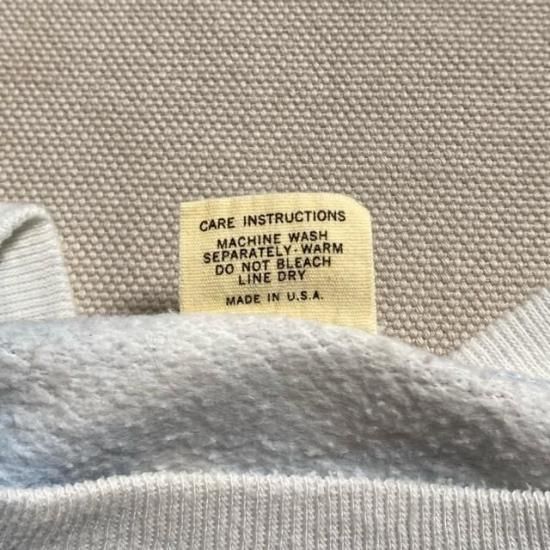 CARE INSTRUCTIONS
MACHINE WASH
SEPARATELY-WARM
DO NOT BLEACH
LINE DRY
MADE IN U.S.A.